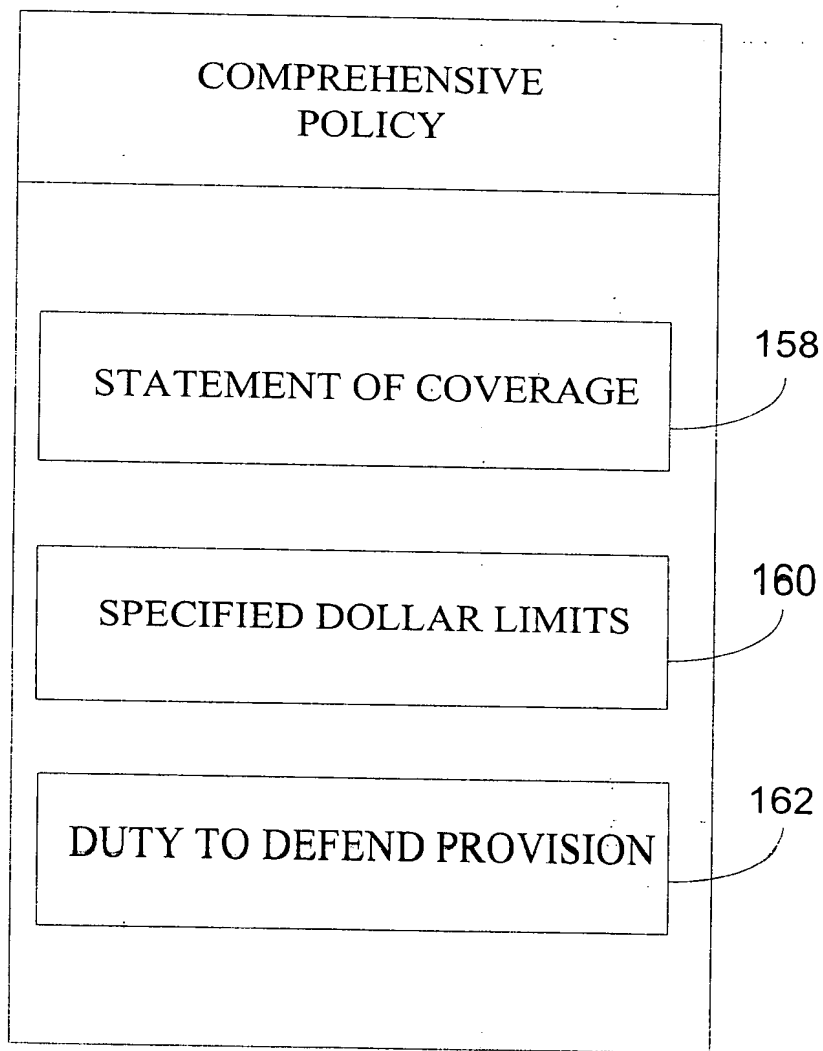 COMPREHENSIVE
POLICY
STATEMENT OF COVERAGE
158
SPECIFIED DOLLAR LIMITS
160
DUTY TO DEFEND PROVISION
162